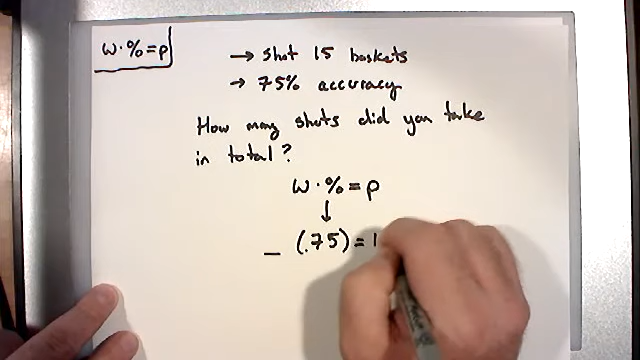 w·%=p
→ Shot 15 baskets
→ 75% accuracy
How many shots did you take
in total?
w·%=p
↓
_ (.75)=1